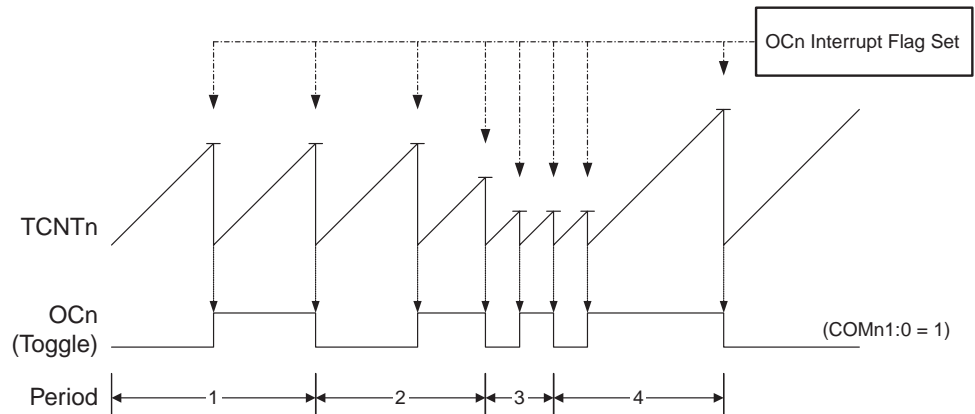 OCn Interrupt Flag Set
TCNTn
OCn
(Toggle)
(COMn1:0 = 1)
Period
1
2
3
4